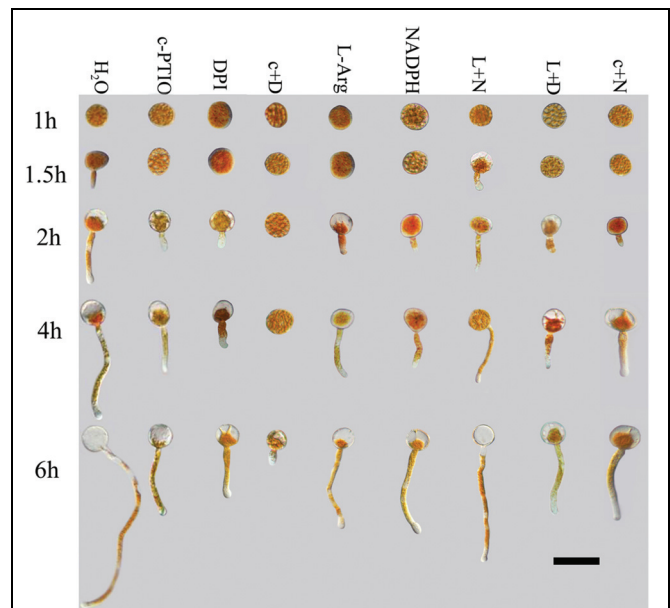 H₂O c-PTIO DPI c+D L-Arg NADPH L+N L+D c+N
1h
1.5h
2h
4h
6h